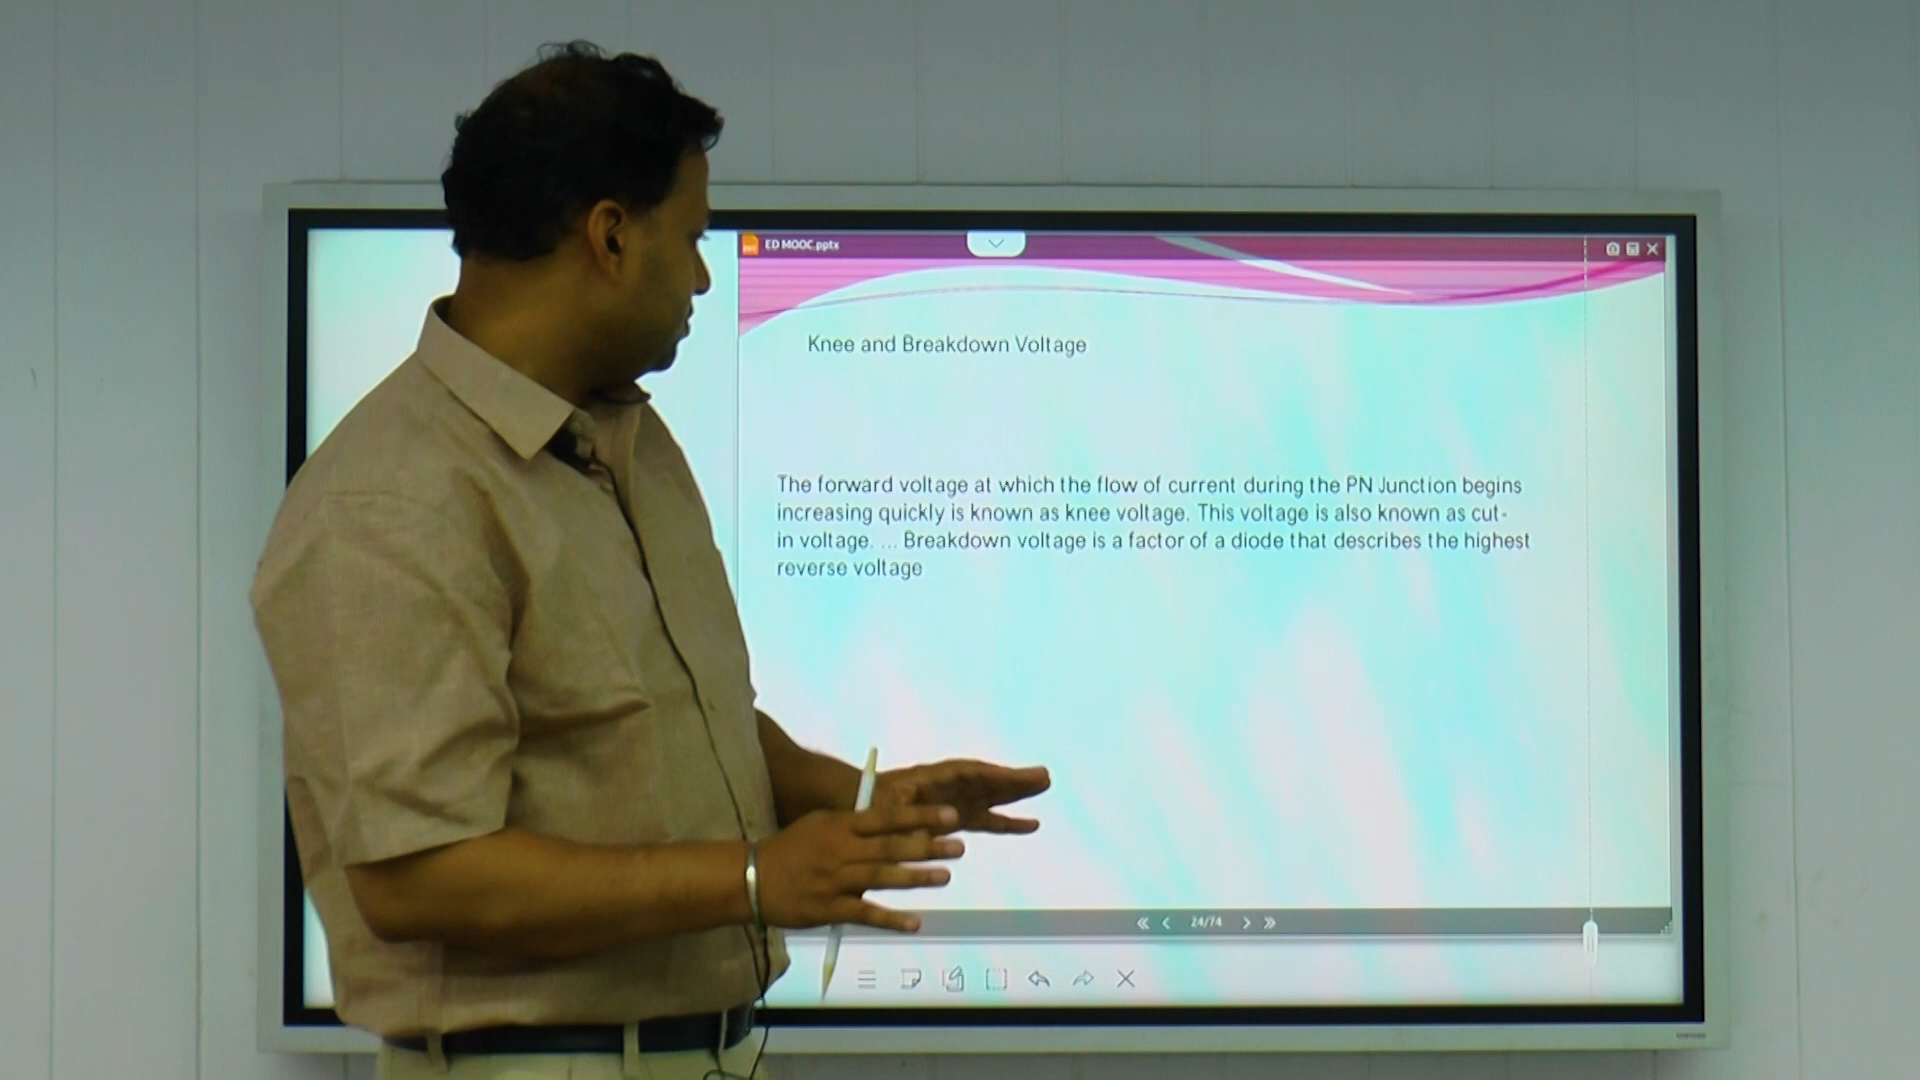 ED MOOC.pptx
Knee and Breakdown Voltage
The forward voltage at which the flow of current during the PN Junction begins
increasing quickly is known as knee voltage. This voltage is also known as cut-
in voltage. ... Breakdown voltage is a factor of a diode that describes the highest
reverse voltage
24/74
SAMSUNG